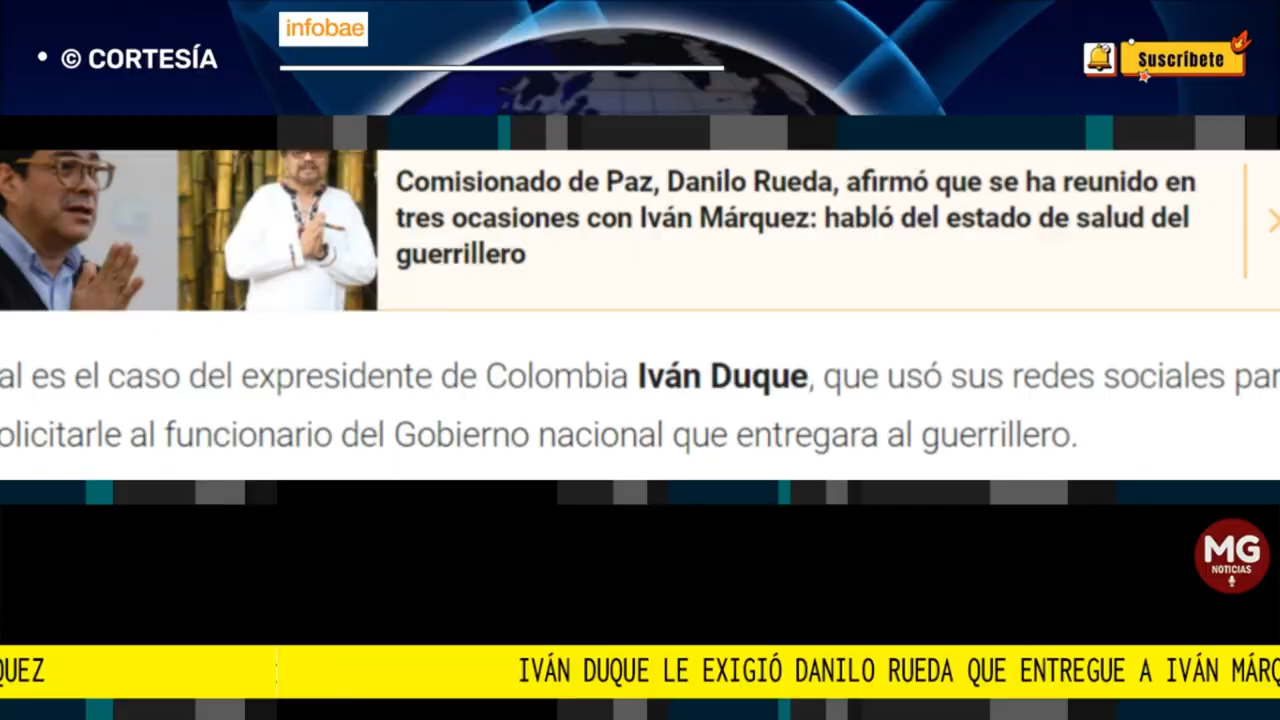 infobae
• © CORTESÍA
Suscríbete
Comisionado de Paz, Danilo Rueda, afirmó que se ha reunido en
tres ocasiones con Iván Márquez: habló del estado de salud del
guerrillero
al es el caso del expresidente de Colombia Iván Duque, que usó sus redes sociales par
olicitarle al funcionario del Gobierno nacional que entregara al guerrillero.
MG
NOTICIAS
QUEZ
IVÁN DUQUE LE EXIGIÓ DANILO RUEDA QUE ENTREGUE A IVÁN MÁRQ